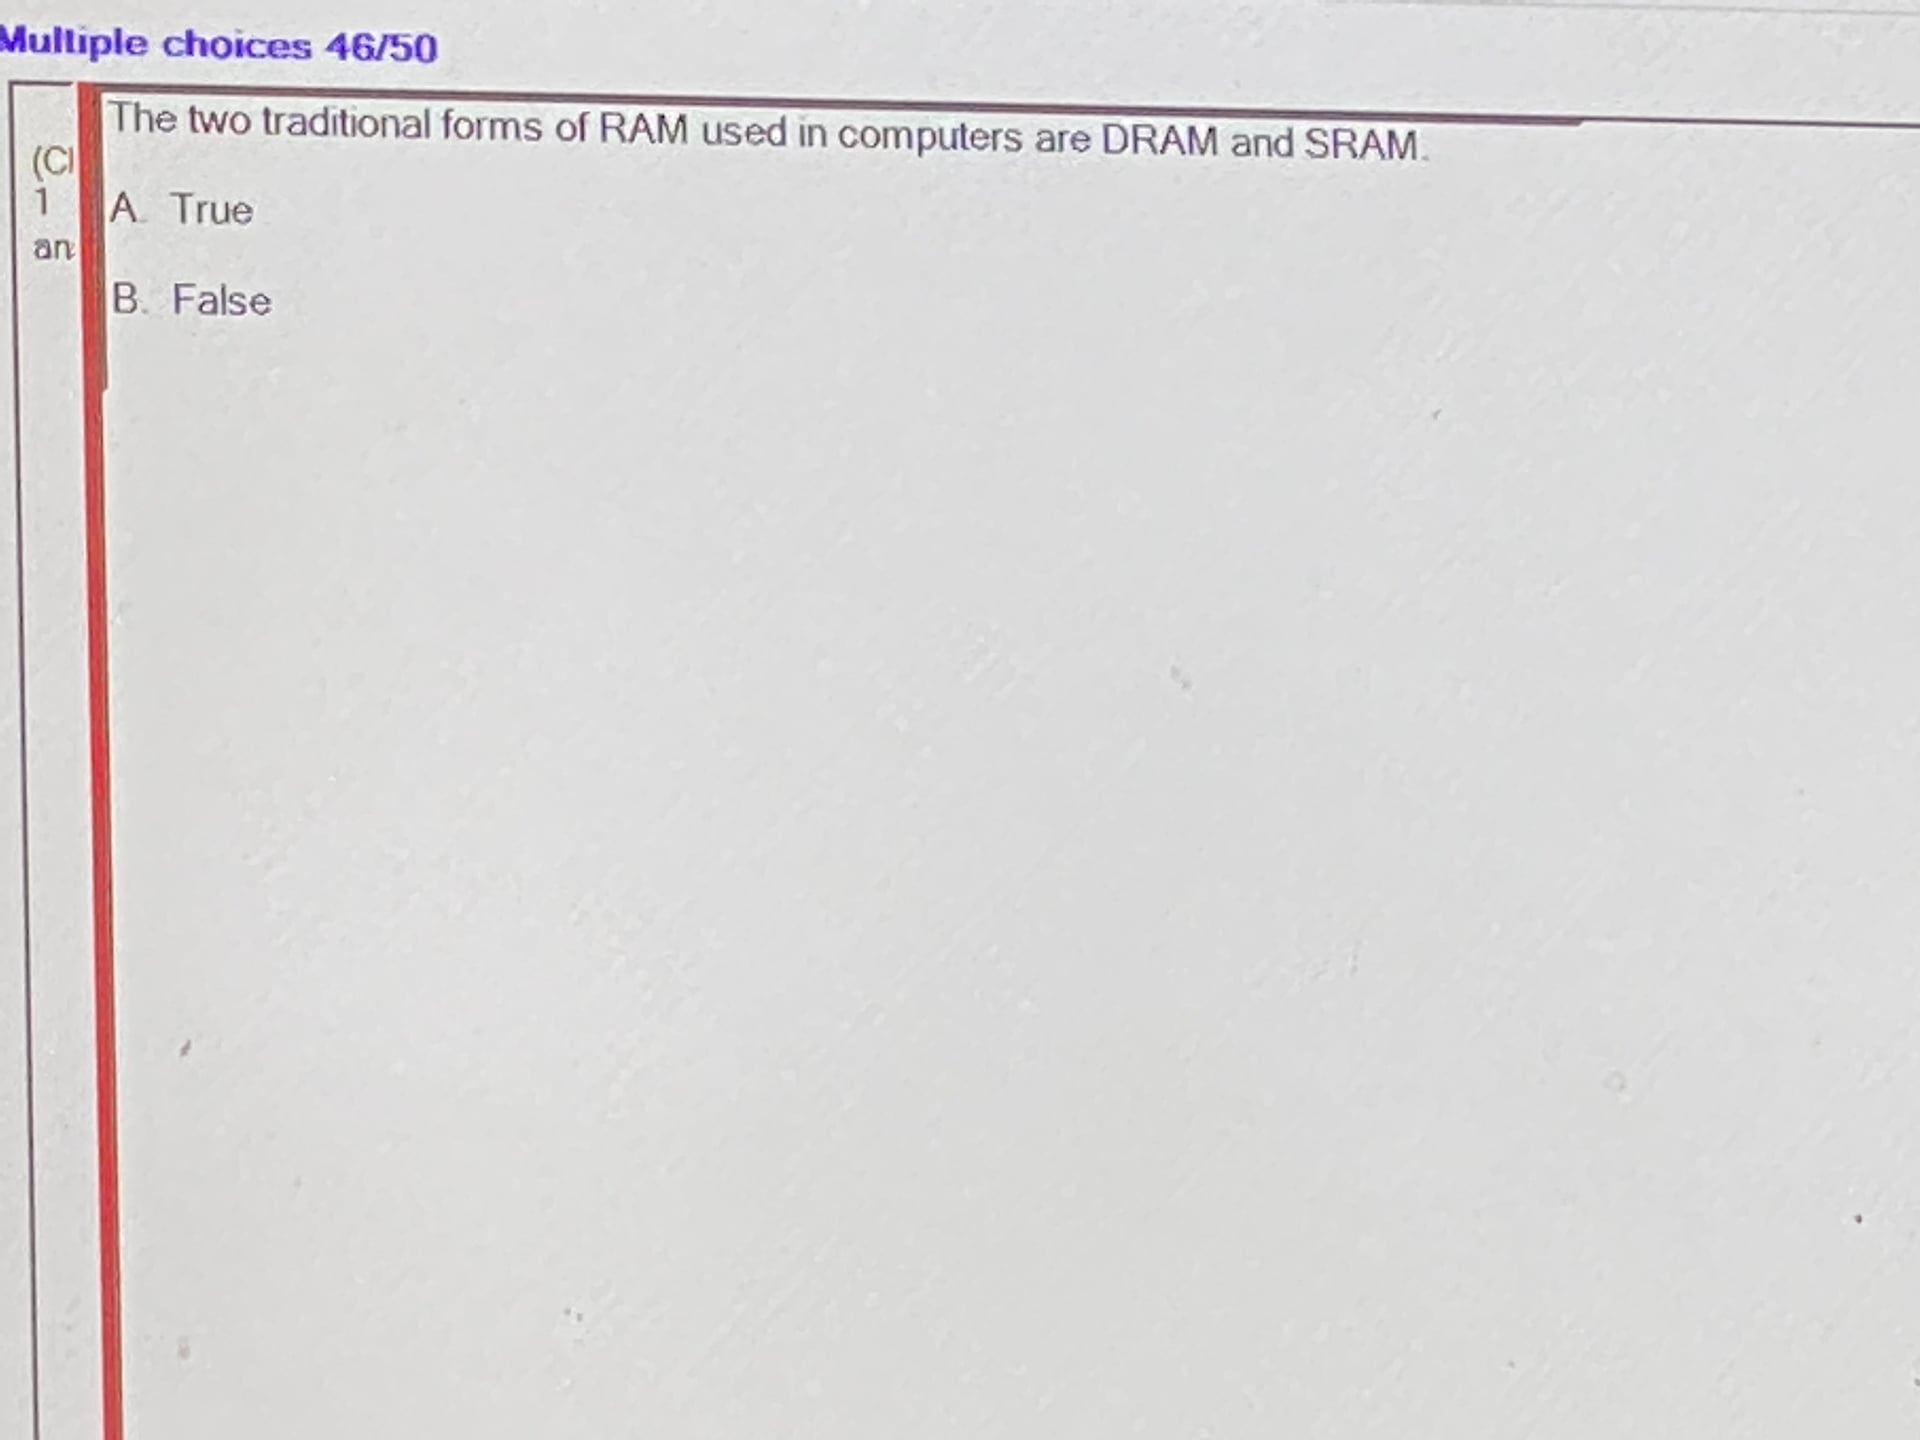 Multiple choices 46/50
The two traditional forms of RAM used in computers are DRAM and SRAM.
(Cl
1
an
A. True
B. False